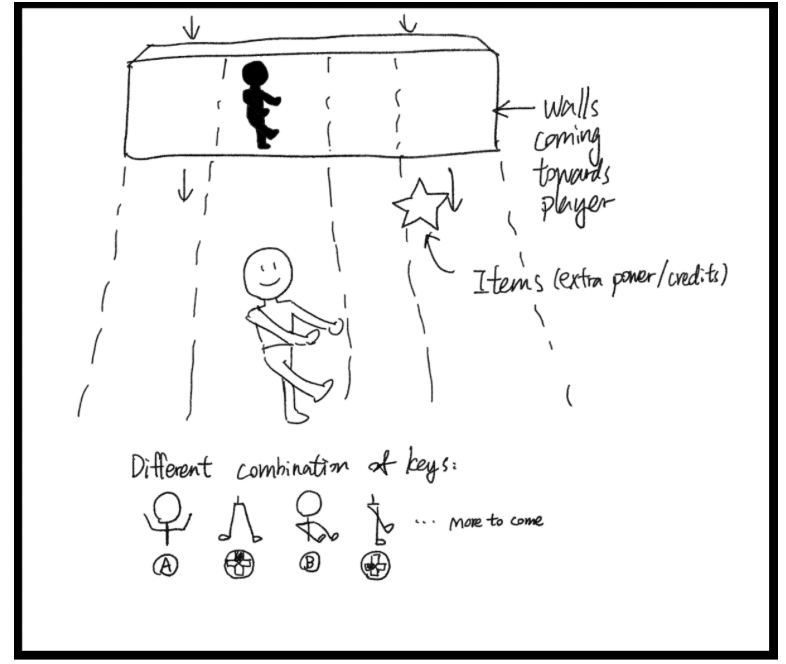 Walls
coming
towards
player
Items (extra power/credits)
Different combination of keys:
... more to come
A
B